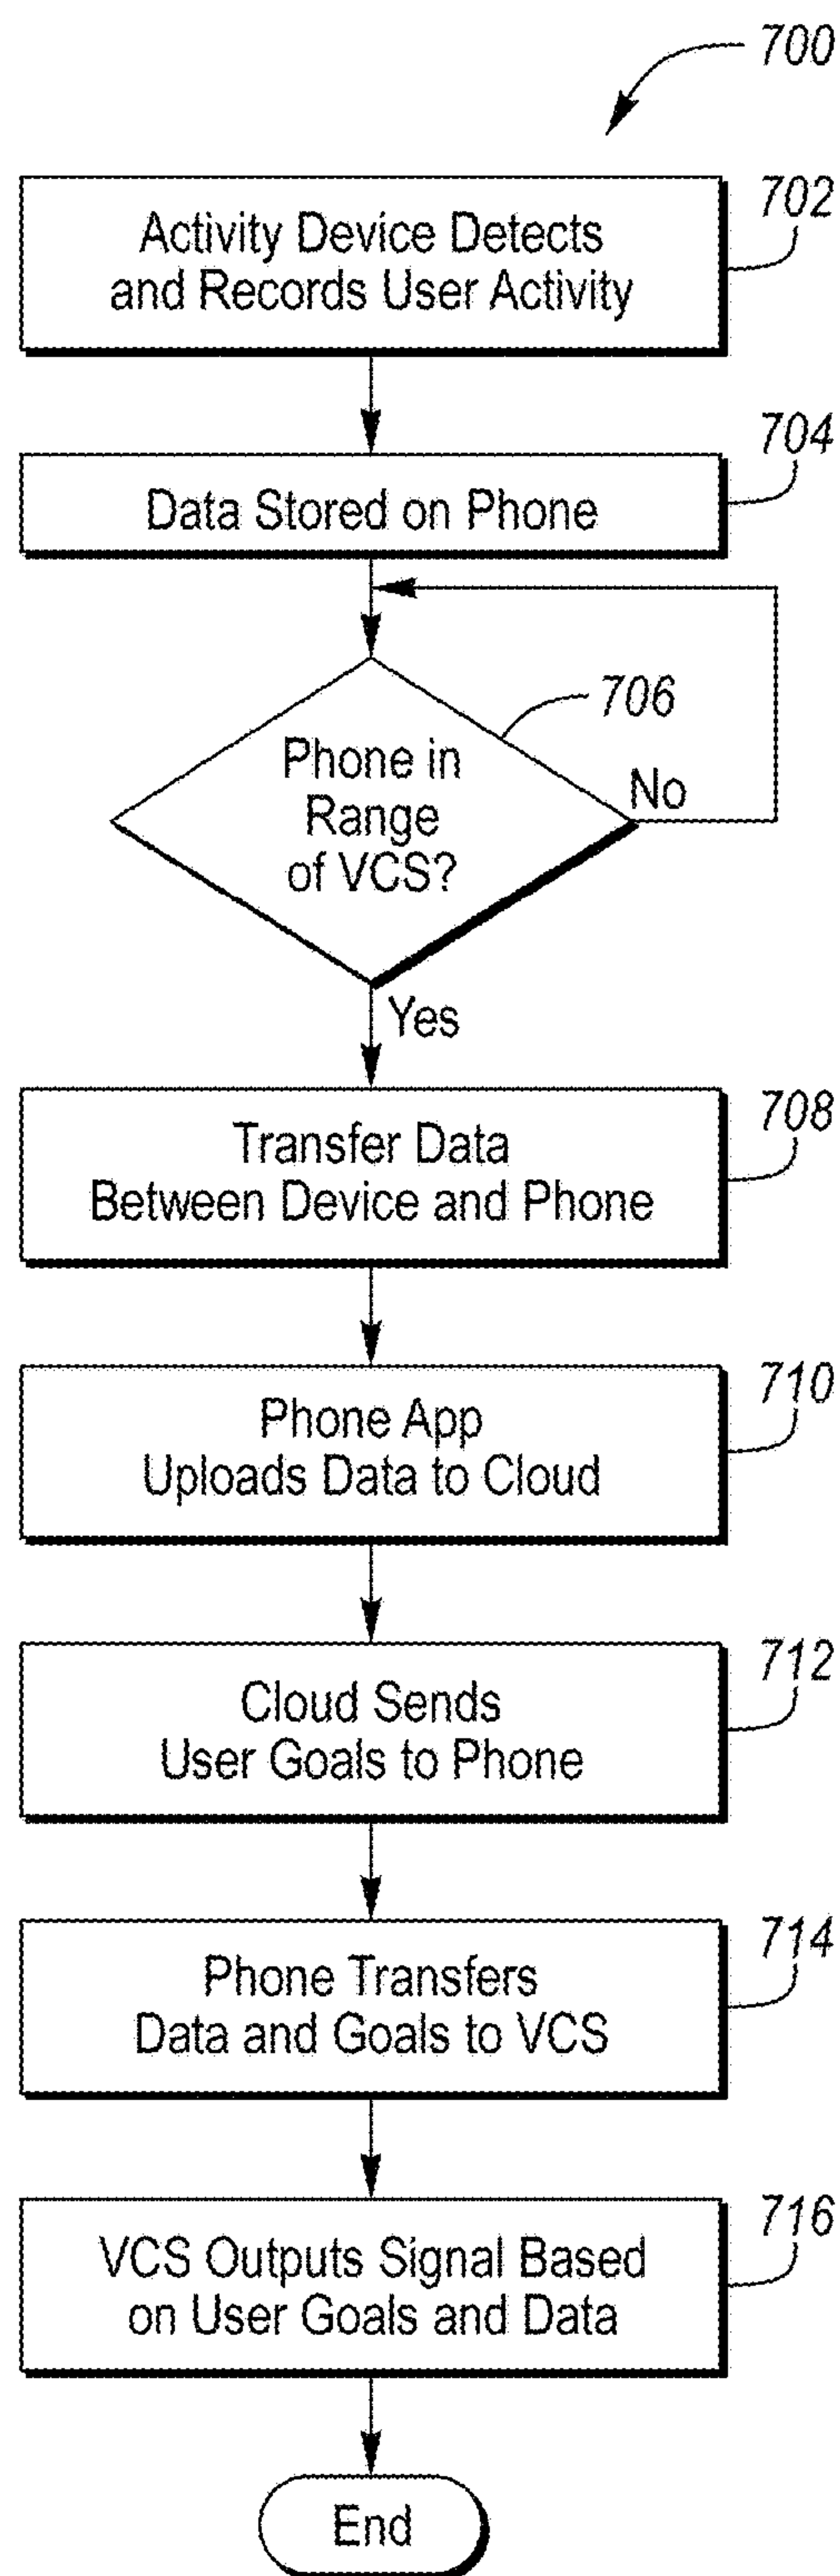 700
702
Activity Device Detects
and Records User Activity
704
Data Stored on Phone
706
Phone in
Range
of VCS?
No
Yes
708
Transfer Data
Between Device and Phone
710
Phone App
Uploads Data to Cloud
712
Cloud Sends
User Goals to Phone
714
Phone Transfers
Data and Goals to VCS
716
VCS Outputs Signal Based
on User Goals and Data
End